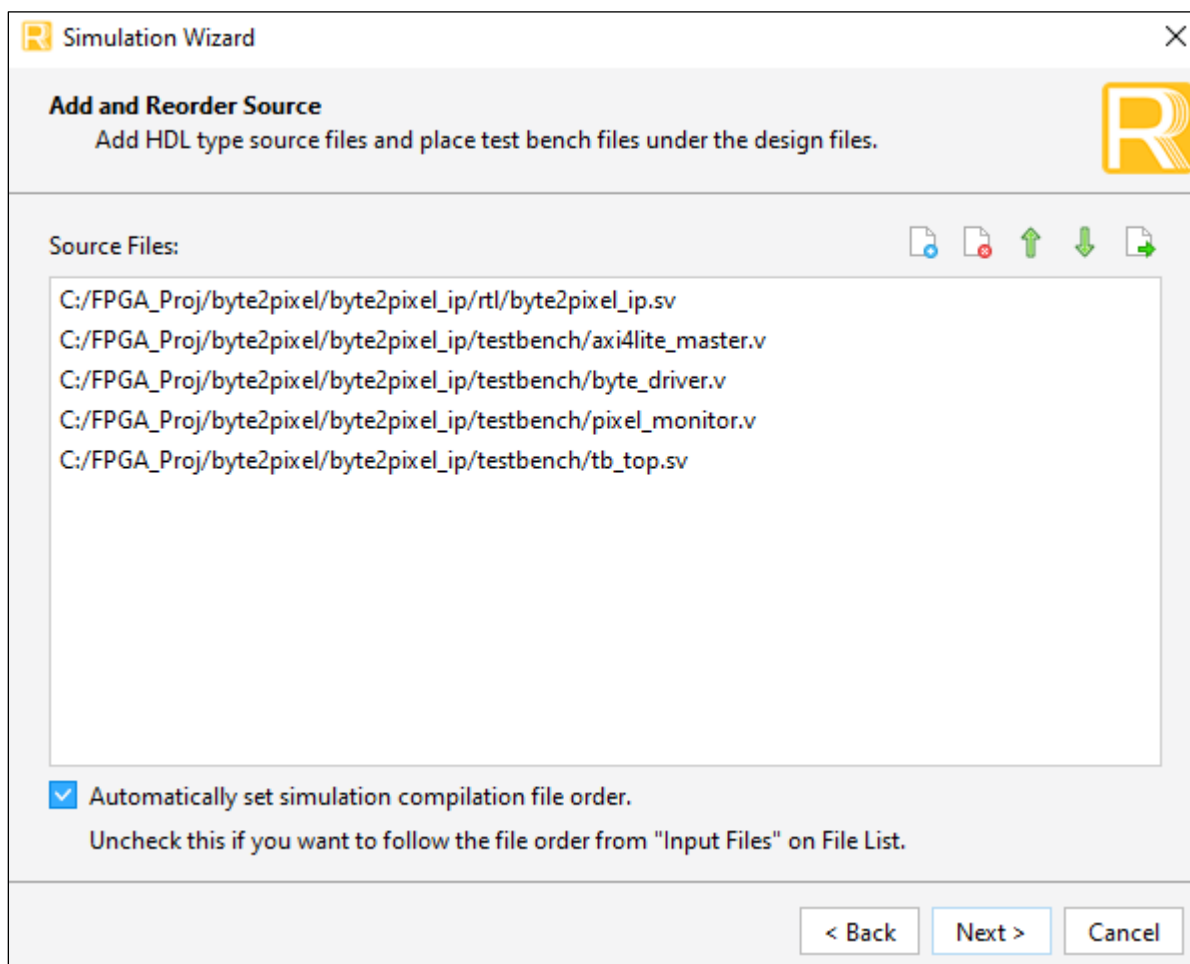 Simulation Wizard
Add and Reorder Source
Add HDL type source files and place test bench files under the design files.
Source Files:
C:/FPGA_Proj/byte2pixel/byte2pixel_ip/rtl/byte2pixel_ip.sv
C:/FPGA_Proj/byte2pixel/byte2pixel_ip/testbench/axi4lite_master.v
C:/FPGA_Proj/byte2pixel/byte2pixel_ip/testbench/byte_driver.v
C:/FPGA_Proj/byte2pixel/byte2pixel_ip/testbench/pixel_monitor.v
C:/FPGA_Proj/byte2pixel/byte2pixel_ip/testbench/tb_top.sv
Automatically set simulation compilation file order.
Uncheck this if you want to follow the file order from "Input Files" on File List.
< Back Next > Cancel